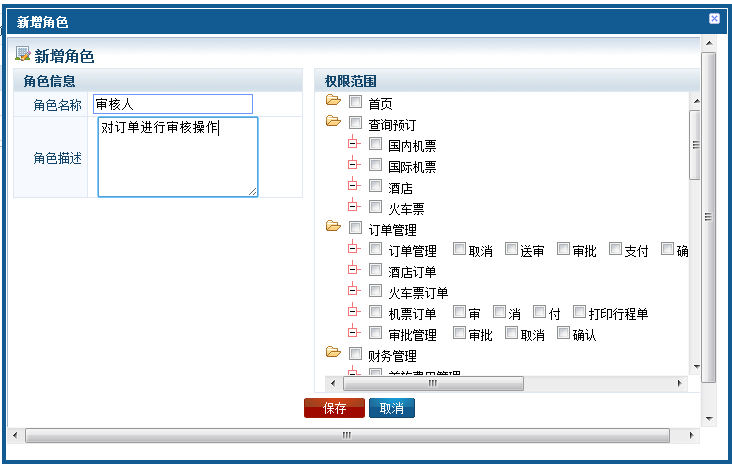 新增角色
新增角色
角色信息
角色名称 审核人
角色描述 对订单进行审核操作
权限范围
首页
查询预订
国内机票
国际机票
酒店
火车票
订单管理
订单管理 取消 送审 审批 支付 确
酒店订单
火车票订单
机票订单 审 消 付 打印行程单
审批管理 审批 取消 确认
财务管理
保存 取消